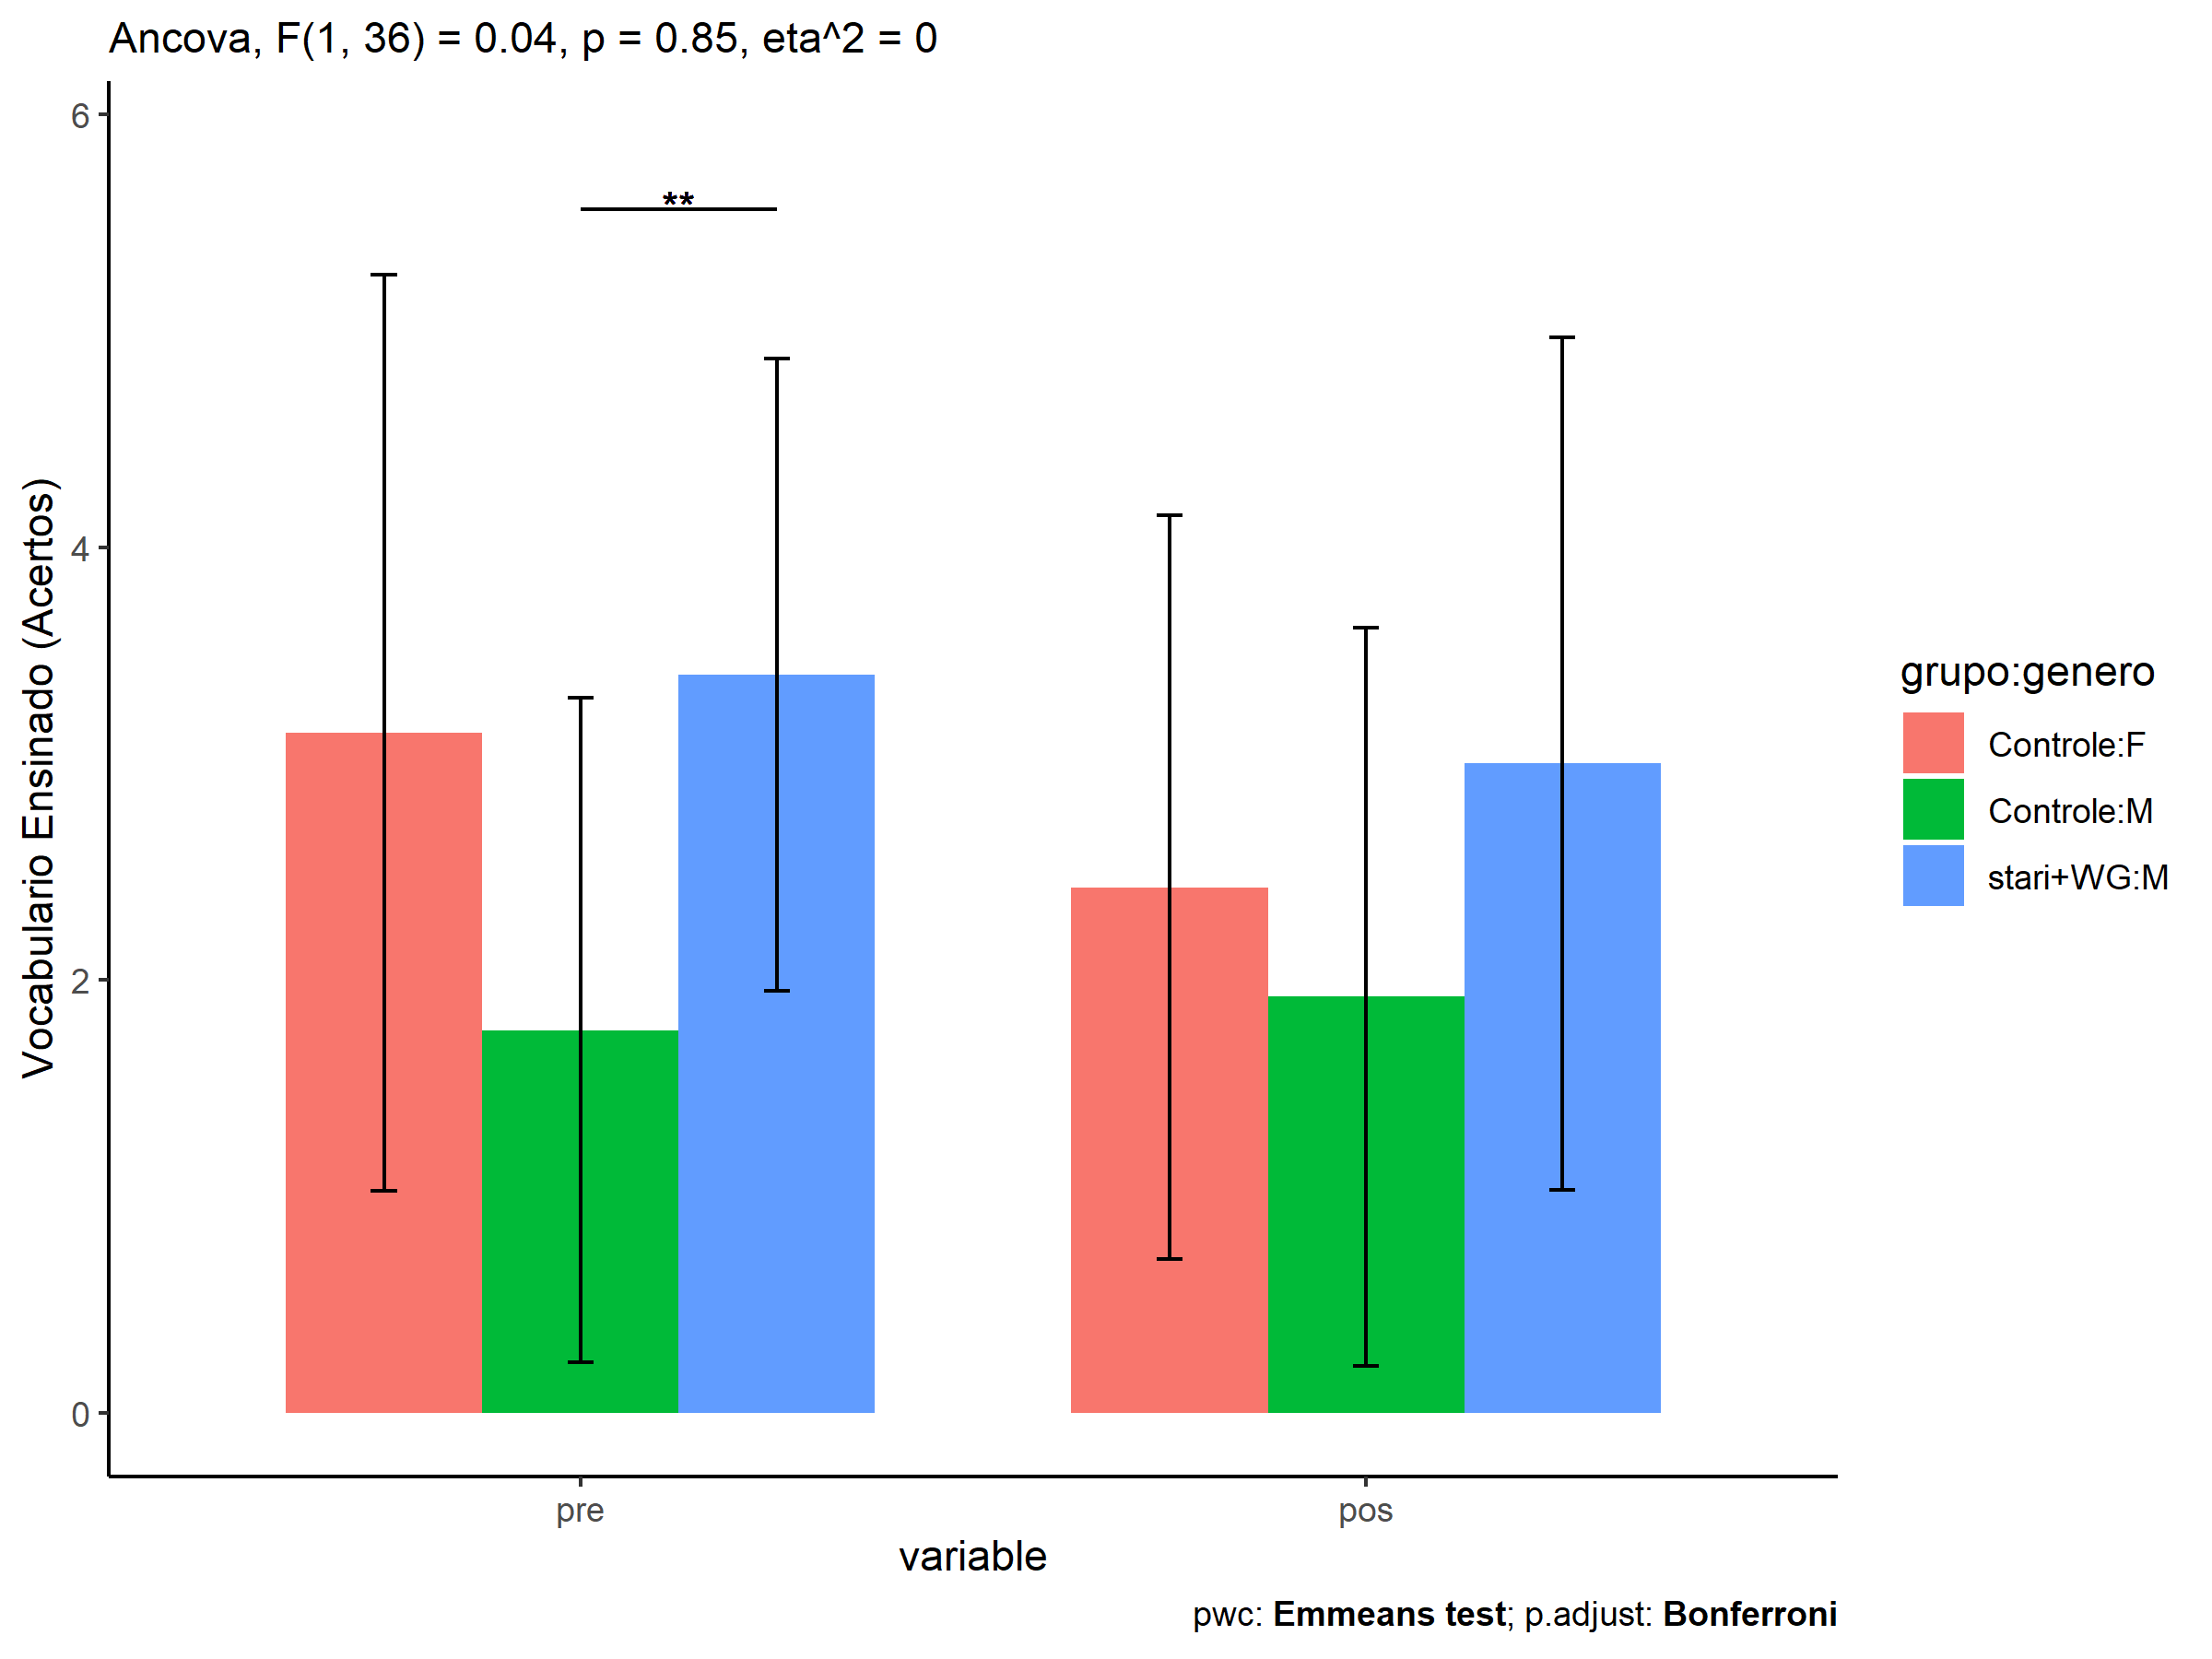 Ancova, F(1, 36) = 0.04, p = 0.85, eta^2 = 0
6
**
4
2
0
Vocabulario Ensinado (Acertos)
pre
pos
variable
grupo:genero
Controle:F
Controle:M
stari+WG:M
pwc: Emmeans test; p.adjust: Bonferroni